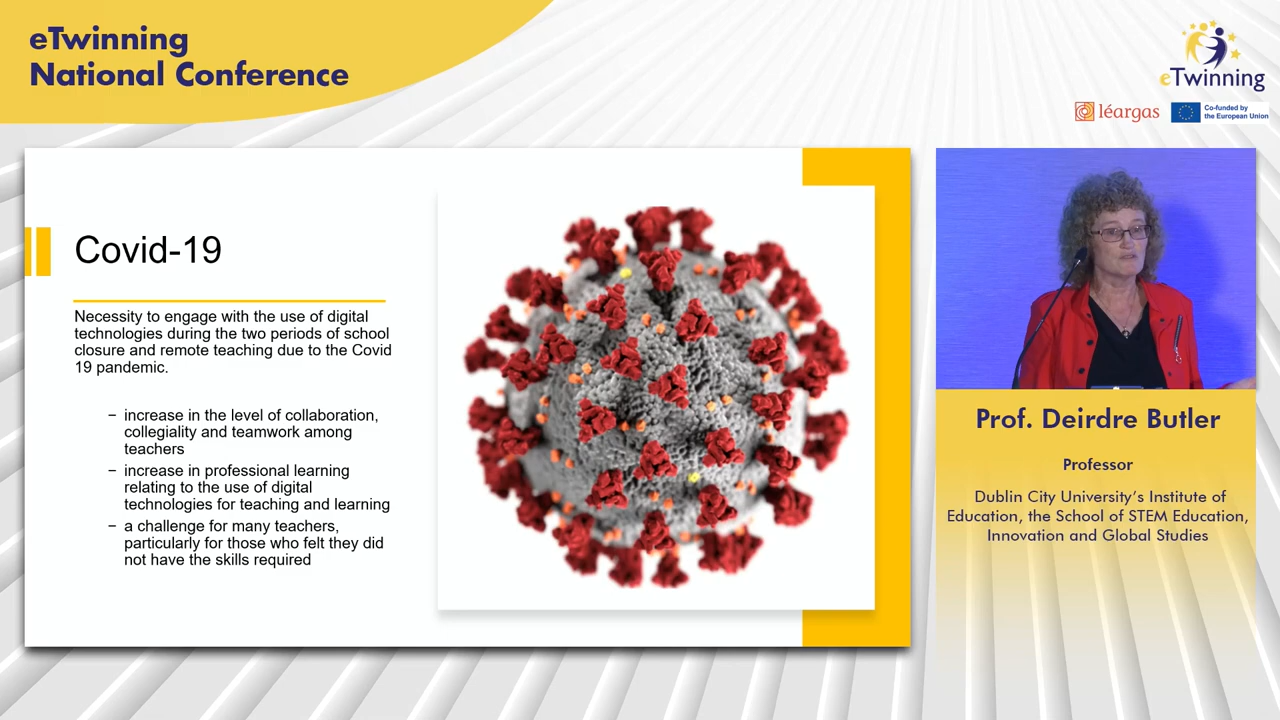 eTwinning
National Conference
eTwinning
léargas
Co-funded by
the European Union
Covid-19
Necessity to engage with the use of digital
technologies during the two periods of school
closure and remote teaching due to the Covid
19 pandemic.
− increase in the level of collaboration,
collegiality and teamwork among
teachers
− increase in professional learning
relating to the use of digital
technologies for teaching and learning
− a challenge for many teachers,
particularly for those who felt they did
not have the skills required
Prof. Deirdre Butler
Professor
Dublin City University’s Institute of
Education, the School of STEM Education,
Innovation and Global Studies